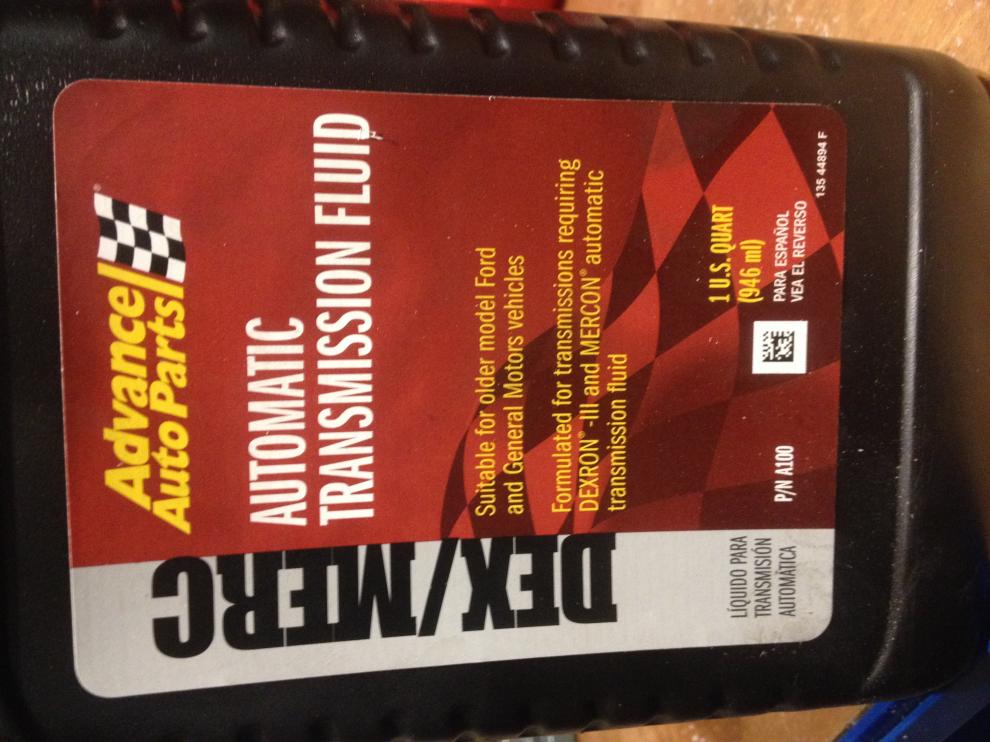 Advance
Auto Parts
®
AUTOMATIC
TRANSMISSION FLUID
Suitable for older model Ford
and General Motors vehicles
Formulated for transmissions requiring
DEXRON®-III and MERCON® automatic
transmission fluid
1 U.S. QUART
(946 ml)
PARA ESPAÑOL
VEA EL REVERSO
P/N A100
135 44894 F
DEX/MERC
LÍQUIDO PARA
TRANSMISIÓN
AUTOMÁTICA